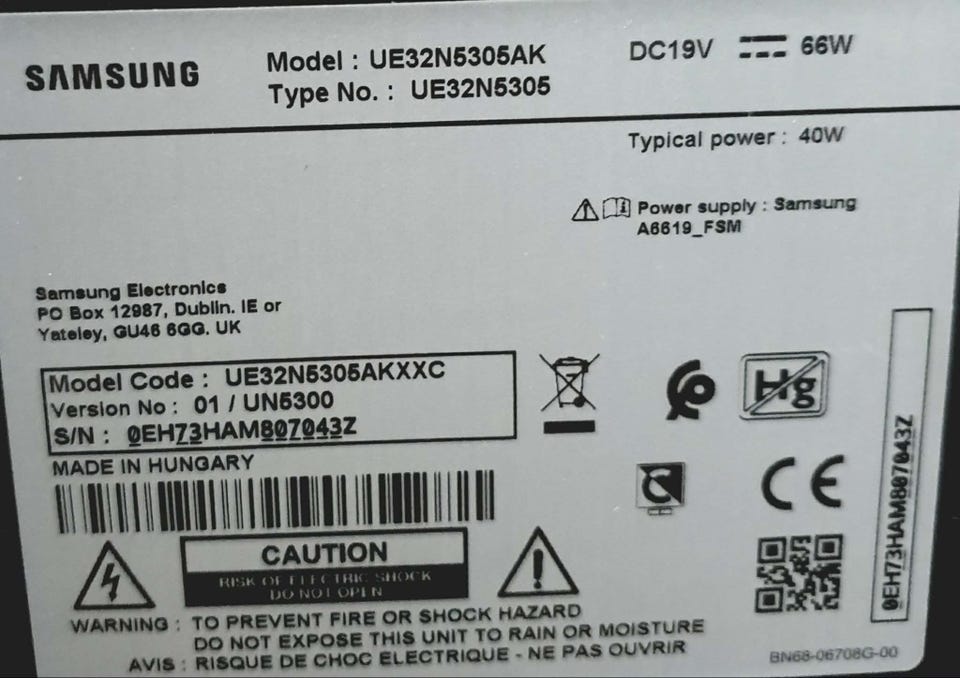 SAMSUNG
Model : UE32N5305AK
Type No. : UE32N5305
DC19V 66W
Typical power : 40W
Power supply : Samsung
A6619_FSM
Samsung Electronics
PO Box 12987, Dublin. IE or
Yateley, GU46 6GG. UK
Model Code : UE32N5305AKXXC
Version No : 01 / UN5300
S/N : 0EH73HAM807043Z
MADE IN HUNGARY
Hg
CE
0EH73HAM807043Z
CAUTION
RISK OF ELECTRIC SHOCK
DO NOT OPEN
WARNING : TO PREVENT FIRE OR SHOCK HAZARD
DO NOT EXPOSE THIS UNIT TO RAIN OR MOISTURE
AVIS : RISQUE DE CHOC ELECTRIQUE - NE PAS OUVRIR
BN68-06708G-00